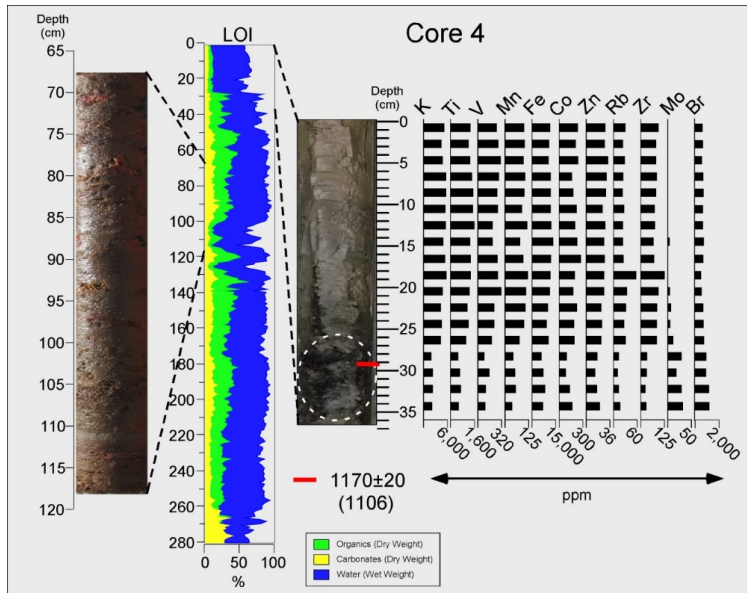 Core 4
Depth
(cm)
65
70
75
80
85
90
95
100
105
110
115
120
LOI
0
20
40
60
80
100
120
140
160
180
200
220
240
260
280
0 50 100
%
Depth
(cm)
0
5
10
15
20
25
30
35
K Ti V Mn Fe Co Zn Rb Zr Mo Br
6,000 1,600 320 125 15,000 300 36 60 125 50 2,000
ppm
1170±20
(1106)
Organics (Dry Weight)
Carbonates (Dry Weight)
Water (Wet Weight)